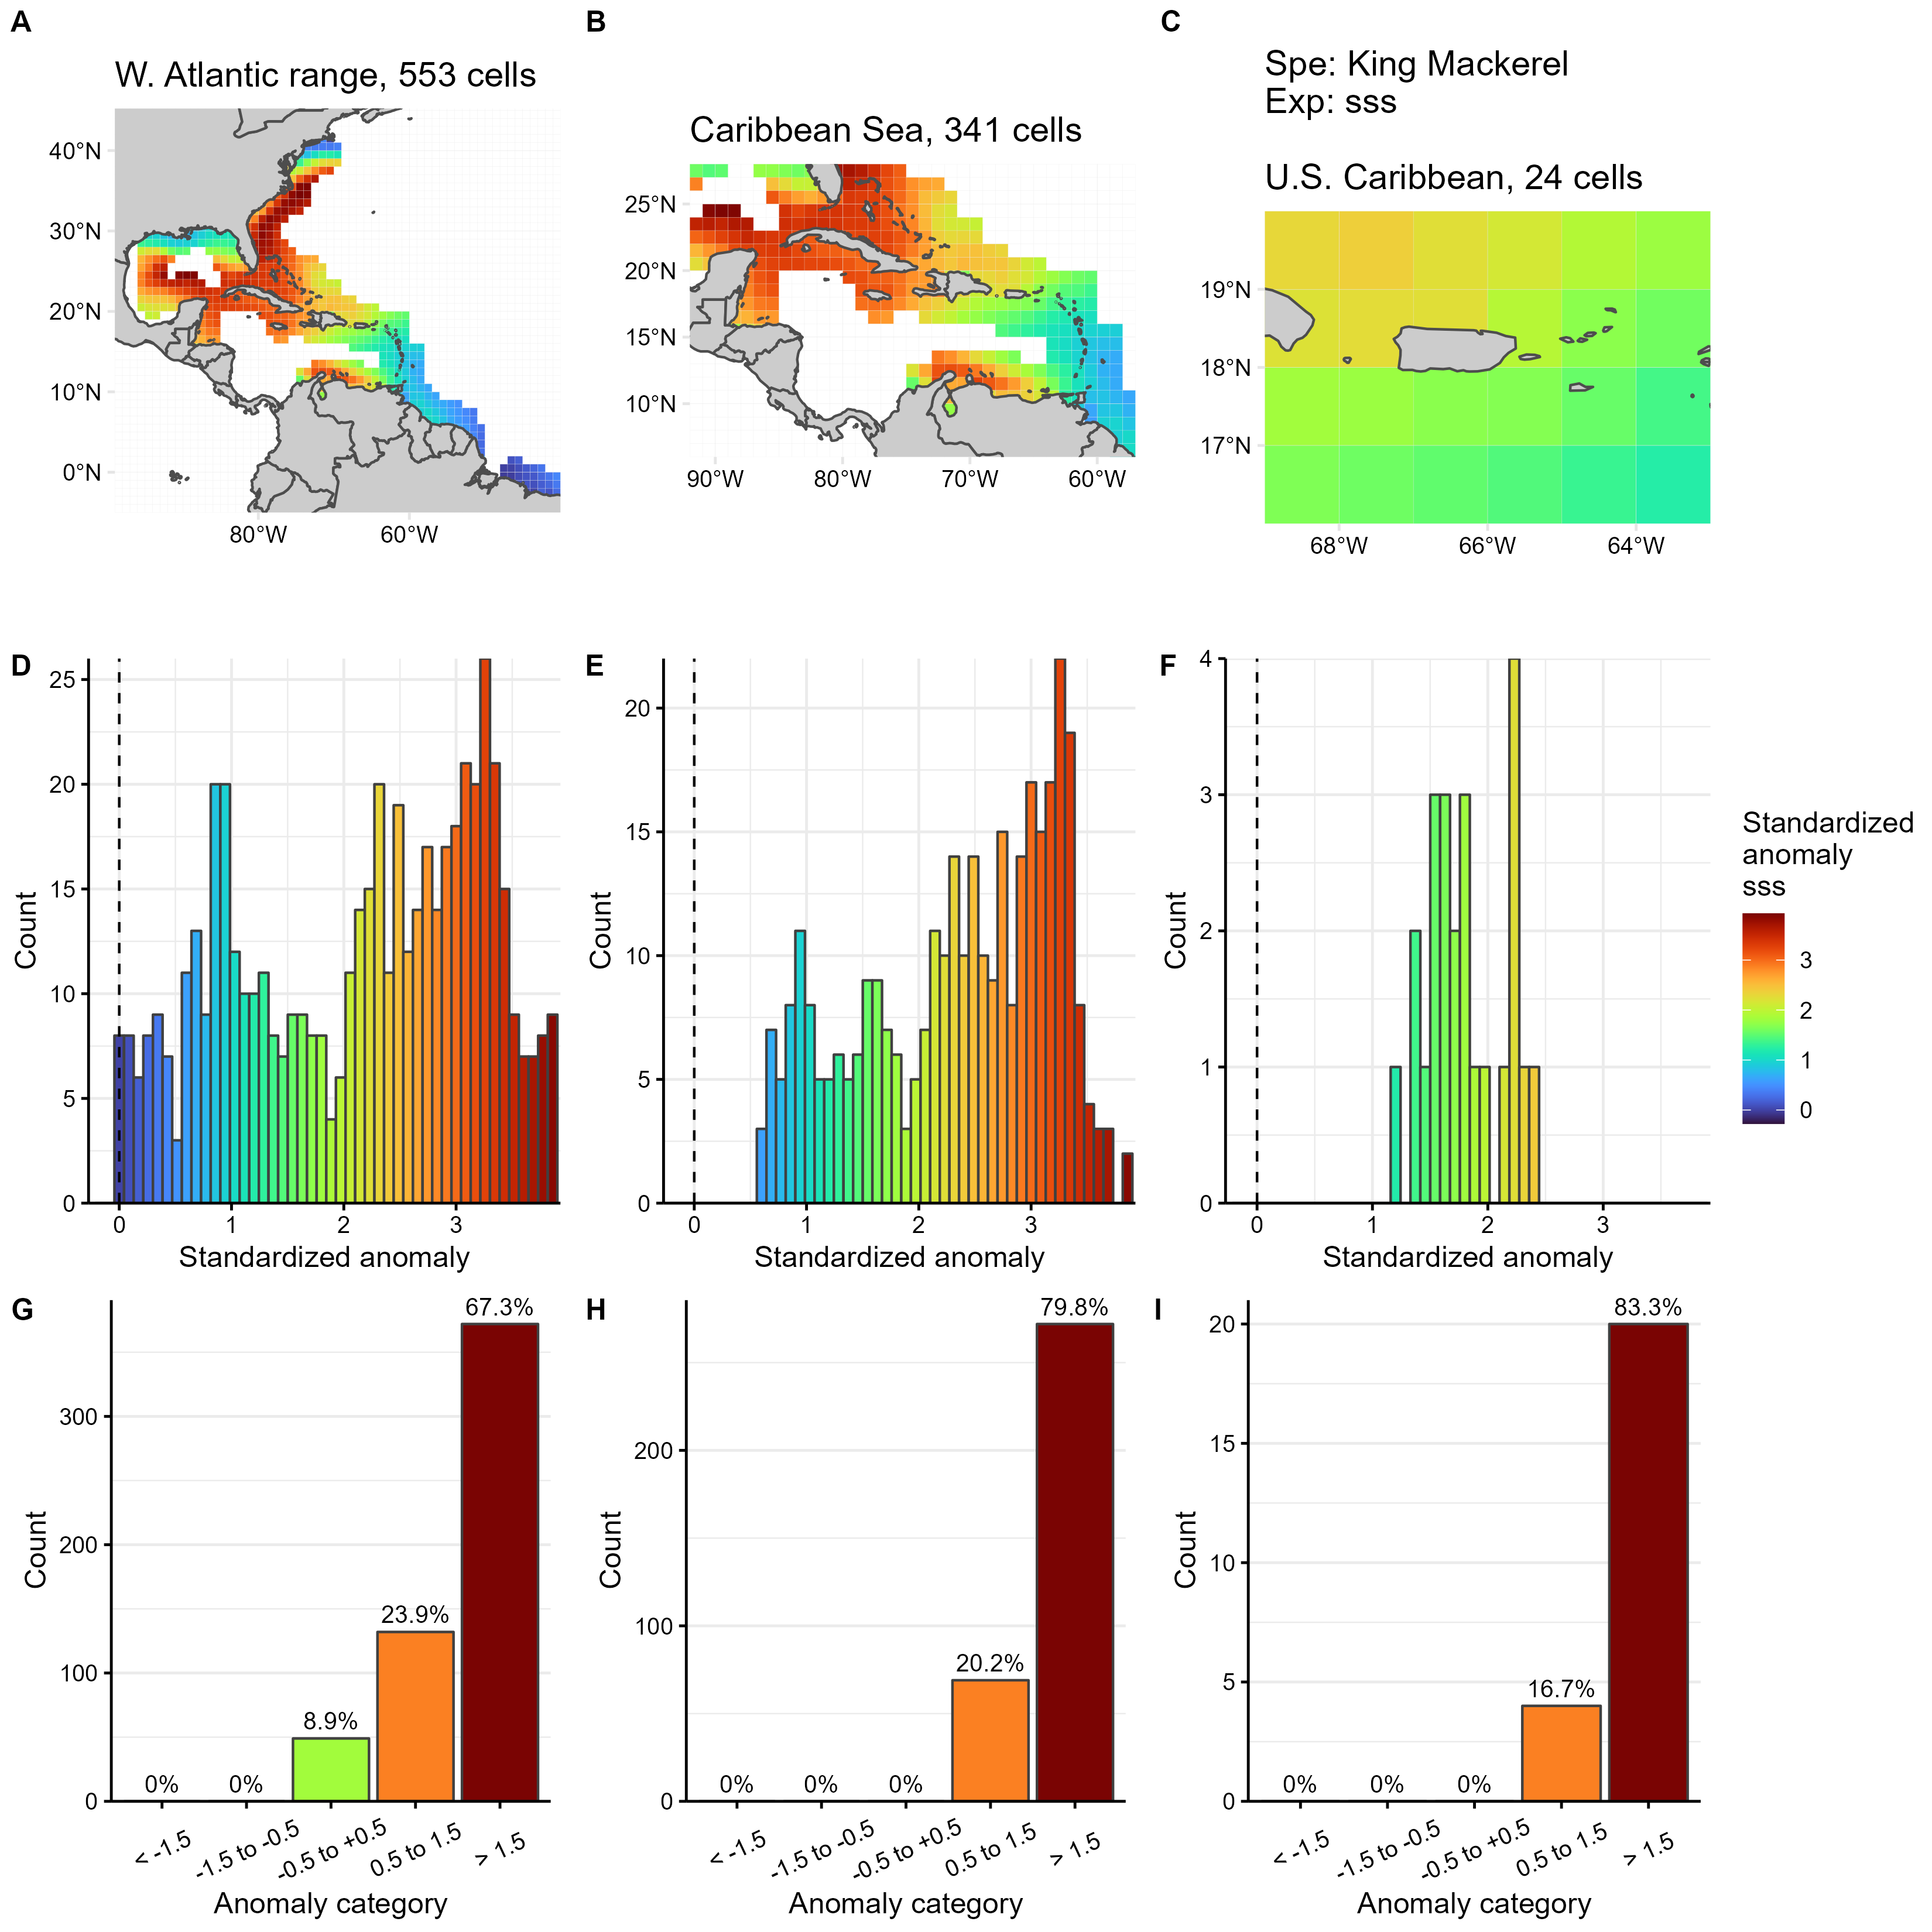 A
B
C
W. Atlantic range, 553 cells
Caribbean Sea, 341 cells
Spe: King Mackerel
Exp: sss
U.S. Caribbean, 24 cells
40°N
30°N
20°N
10°N
0°N
80°W 60°W
25°N
20°N
15°N
10°N
90°W 80°W 70°W 60°W
19°N
18°N
17°N
68°W 66°W 64°W
D
Count
25
20
15
10
5
0
0 1 2 3
Standardized anomaly
E
Count
20
15
10
5
0
0 1 2 3
Standardized anomaly
F
Count
4
3
2
1
0
0 1 2 3
Standardized anomaly
Standardized
anomaly
sss
3
2
1
0
G
Count
300
200
100
0
0% 0% 8.9% 23.9% 67.3%
< -1.5 -1.5 to -0.5 -0.5 to +0.5 0.5 to 1.5 > 1.5
Anomaly category
H
Count
200
100
0
0% 0% 0% 20.2% 79.8%
< -1.5 -1.5 to -0.5 -0.5 to +0.5 0.5 to 1.5 > 1.5
Anomaly category
I
Count
20
15
10
5
0
0% 0% 0% 16.7% 83.3%
< -1.5 -1.5 to -0.5 -0.5 to +0.5 0.5 to 1.5 > 1.5
Anomaly category